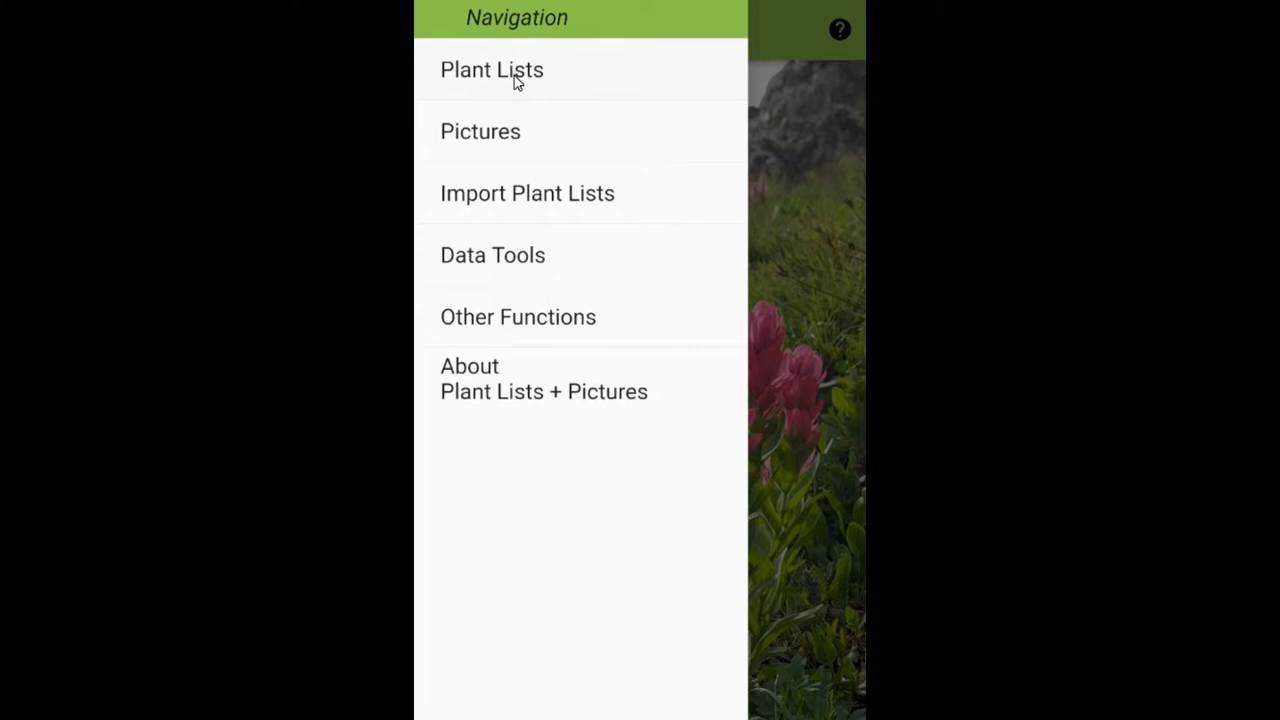 Navigation
Plant Lists
Pictures
Import Plant Lists
Data Tools
Other Functions
About
Plant Lists + Pictures
?